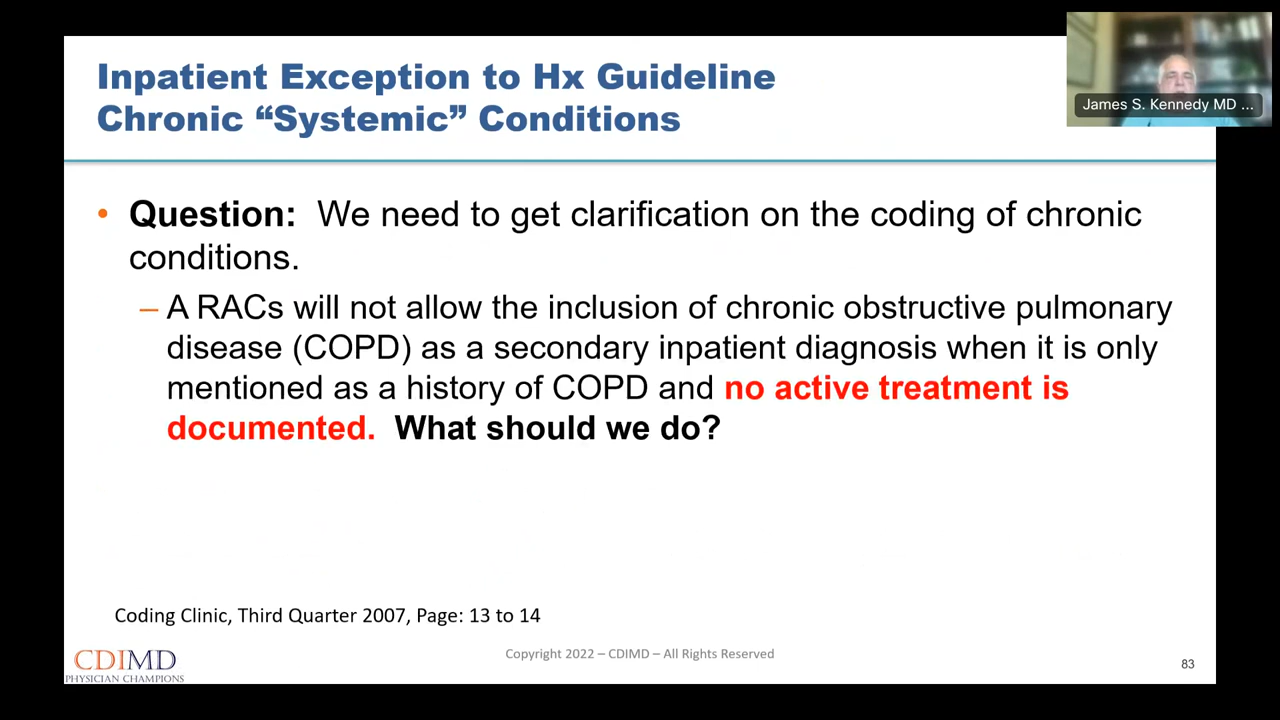 Inpatient Exception to Hx Guideline
Chronic “Systemic” Conditions
James S. Kennedy MD ...
• Question: We need to get clarification on the coding of chronic
conditions.
– A RACs will not allow the inclusion of chronic obstructive pulmonary
disease (COPD) as a secondary inpatient diagnosis when it is only
mentioned as a history of COPD and no active treatment is
documented. What should we do?
Coding Clinic, Third Quarter 2007, Page: 13 to 14
CDIMD
PHYSICIAN CHAMPIONS
Copyright 2022 – CDIMD – All Rights Reserved
83